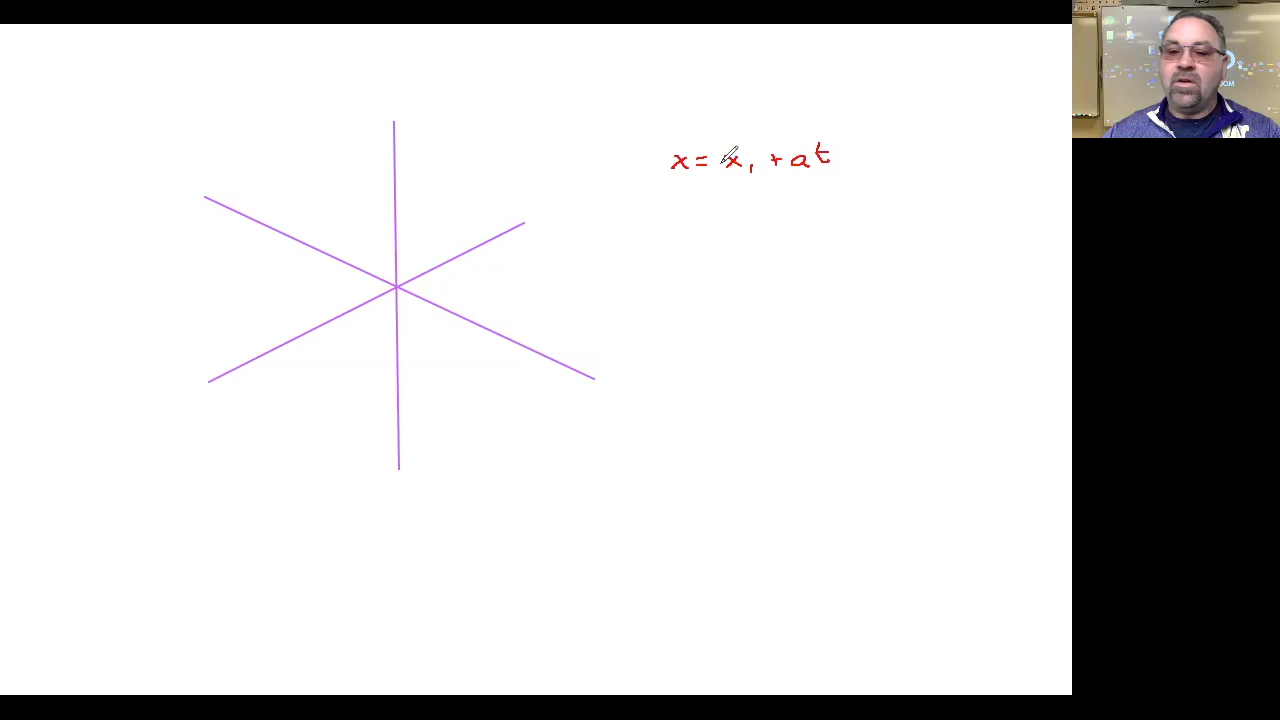 x = x₁ + at